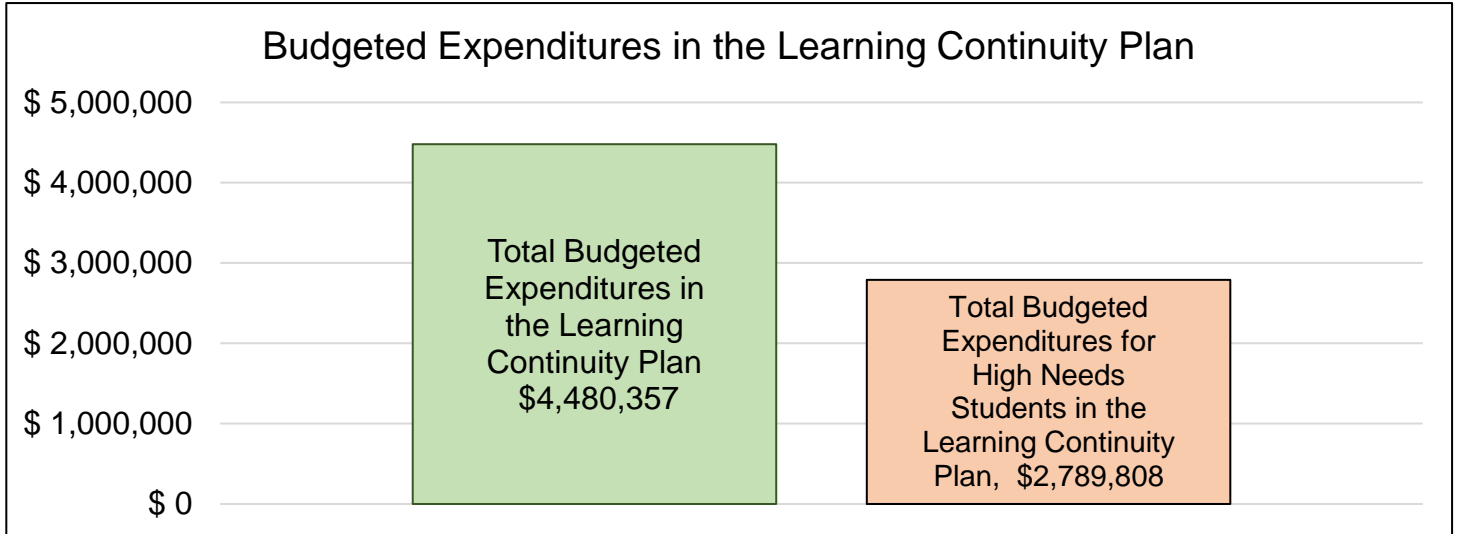 Budgeted Expenditures in the Learning Continuity Plan
$ 5,000,000
$ 4,000,000
$ 3,000,000
$ 2,000,000
$ 1,000,000
$ 0
Total Budgeted
Expenditures in
the Learning
Continuity Plan
$4,480,357
Total Budgeted
Expenditures for
High Needs
Students in the
Learning Continuity
Plan, $2,789,808